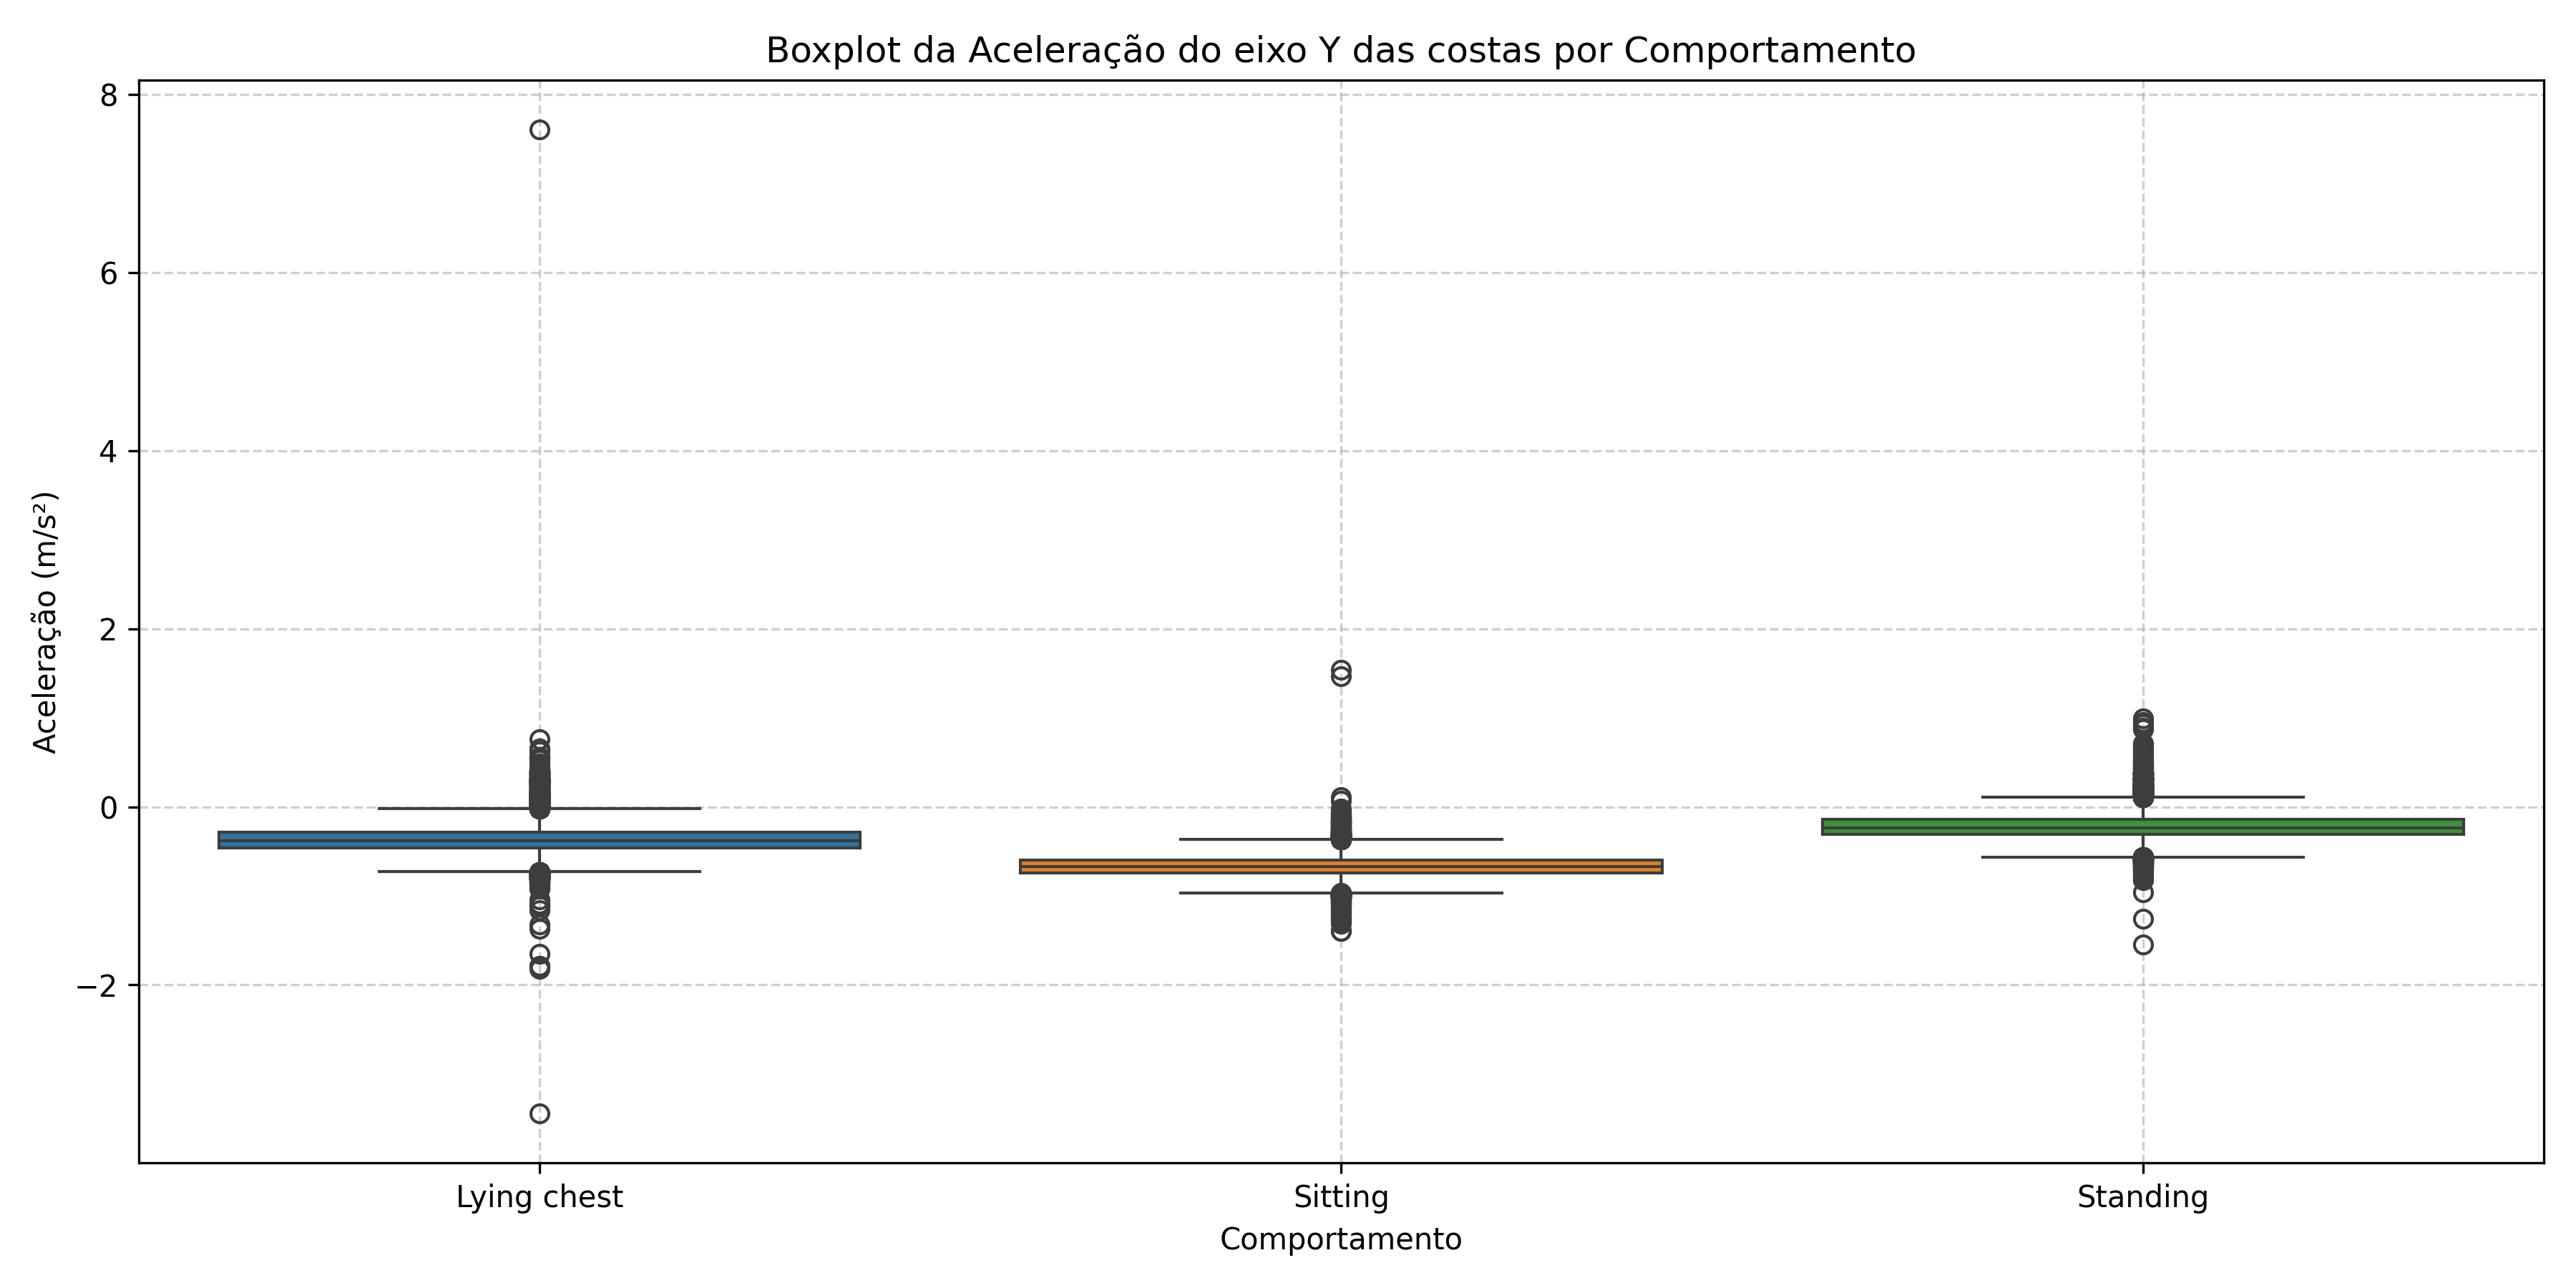 Boxplot da Aceleração do eixo Y das costas por Comportamento
Aceleração (m/s²)
8
6
4
2
0
−2
Lying chest
Sitting
Standing
Comportamento